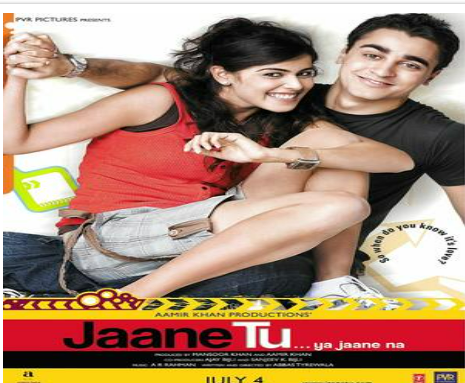 PVR PICTURES PRESENTS
So when do you know it's love?
AAMIR KHAN PRODUCTIONS'
Jaane Tu... ya jaane na
PRODUCED BY MANSOOR KHAN AND AAMIR KHAN
CO-PRODUCERS AJAY BIJLI AND SANJEEV K. BIJLI
MUSIC A R RAHMAN WRITTEN AND DIRECTED BY ABBAS TYREWALA
a
JULY 4
PVR